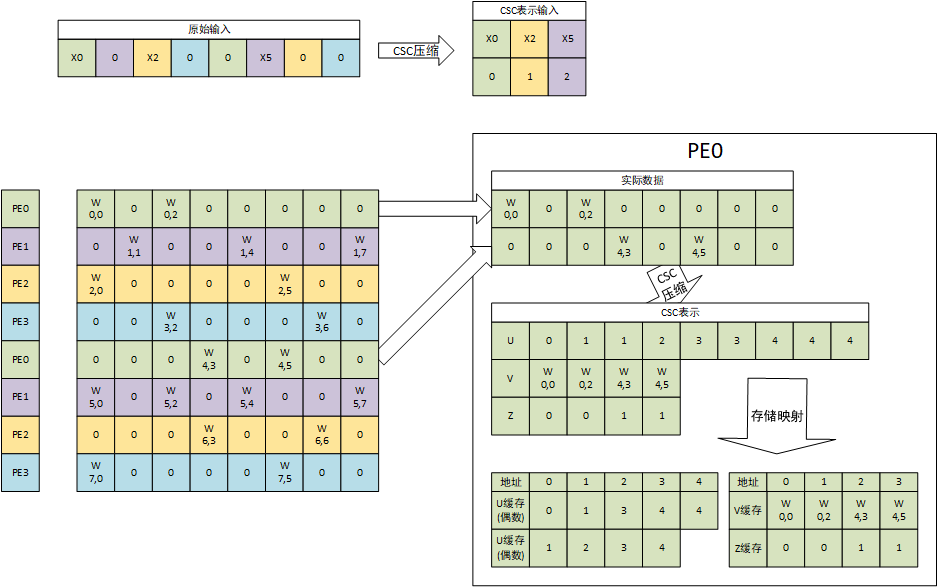 原始输入
X0 0 X2 0 0 X5 0 0
CSC压缩
CSC表示输入
X0 X2 X5
0 1 2
PE0 W 0,0 0 W 0,2 0 0 0 0 0
PE1 0 W 1,1 0 0 W 1,4 0 0 W 1,7
PE2 W 2,0 0 0 0 0 W 2,5 0 0
PE3 0 0 W 3,2 0 0 0 W 3,6 0
PE0 0 0 0 W 4,3 0 W 4,5 0 0
PE1 W 5,0 0 W 5,2 0 W 5,4 0 0 W 5,7
PE2 0 0 0 W 6,3 0 0 W 6,6 0
PE3 W 7,0 0 0 0 0 W 7,5 0 0
PE0
实际数据
W 0,0 0 W 0,2 0 0 0 0 0
0 0 0 W 4,3 0 W 4,5 0 0
CSC
压缩
CSC表示
U 0 1 1 2 3 3 4 4 4
V W 0,0 W 0,2 W 4,3 W 4,5
Z 0 0 1 1
存储映射
地址 0 1 2 3 4
U缓存(偶数) 0 1 3 4 4
U缓存(偶数) 1 2 3 4
地址 0 1 2 3
V缓存 W 0,0 W 0,2 W 4,3 W 4,5
Z缓存 0 0 1 1